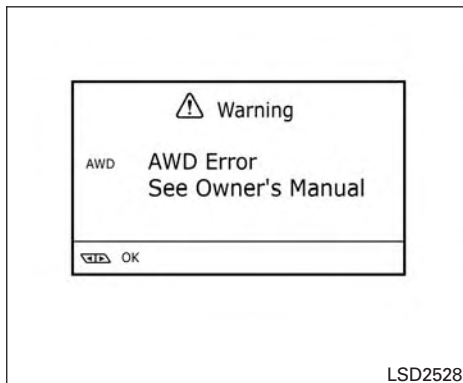 Warning
AWD AWD Error
See Owner's Manual
OK
LSD2528